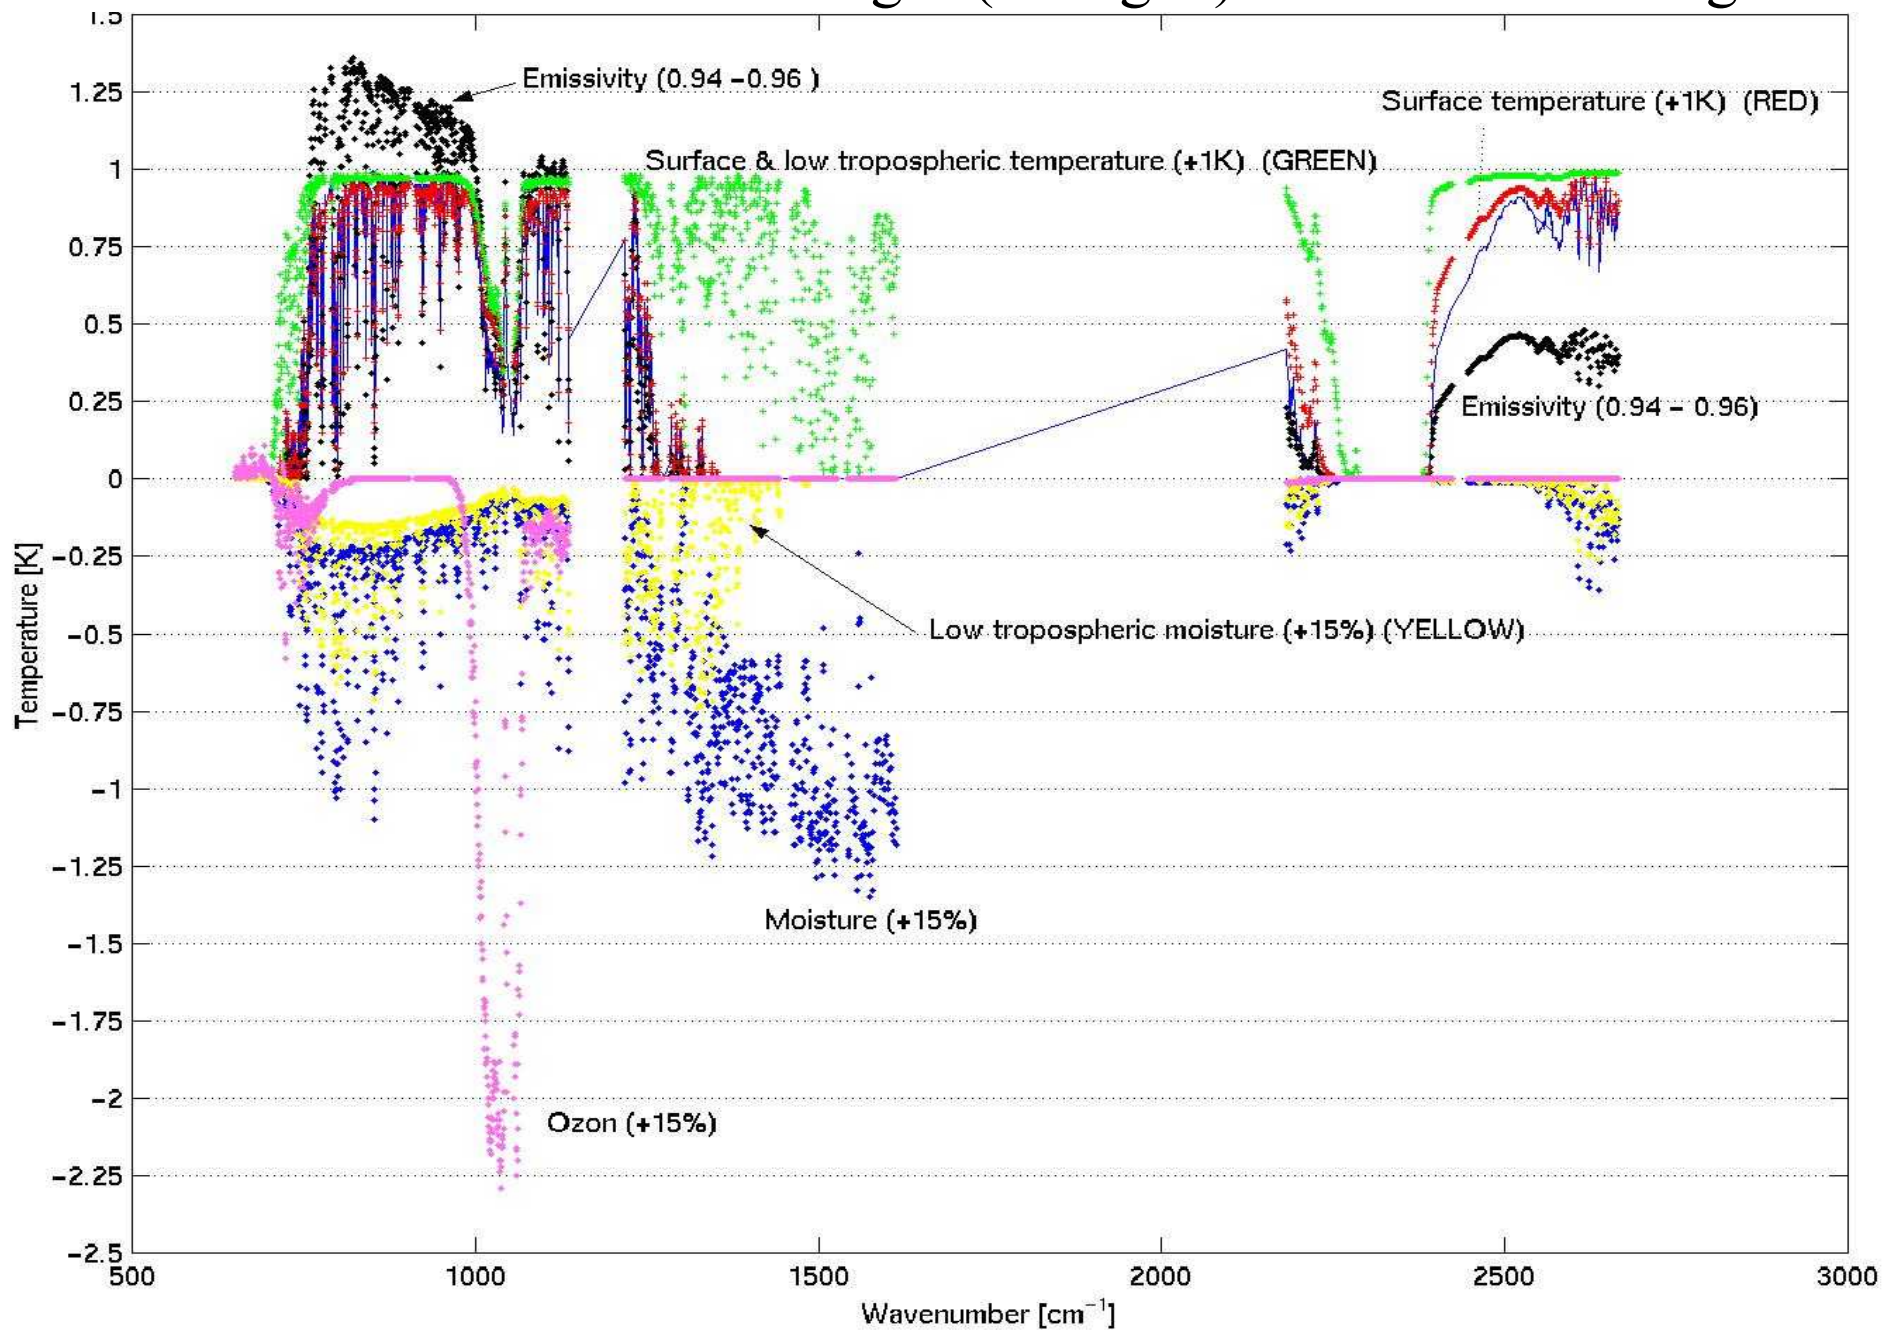 1.5
Emissivity (0.94 −0.96 )
1.25
Surface temperature (+1K) (RED)
1
Surface & low tropospheric temperature (+1K) (GREEN)
0.75
0.5
0.25
Emissivity (0.94 − 0.96)
0
−0.25
Low tropospheric moisture (+15%) (YELLOW)
−0.5
Temperature [K]
−0.75
−1
−1.25
Moisture (+15%)
−1.5
−1.75
−2
Ozon (+15%)
−2.25
−2.5
500 1000 1500 2000 2500 3000
Wavenumber [cm−1]